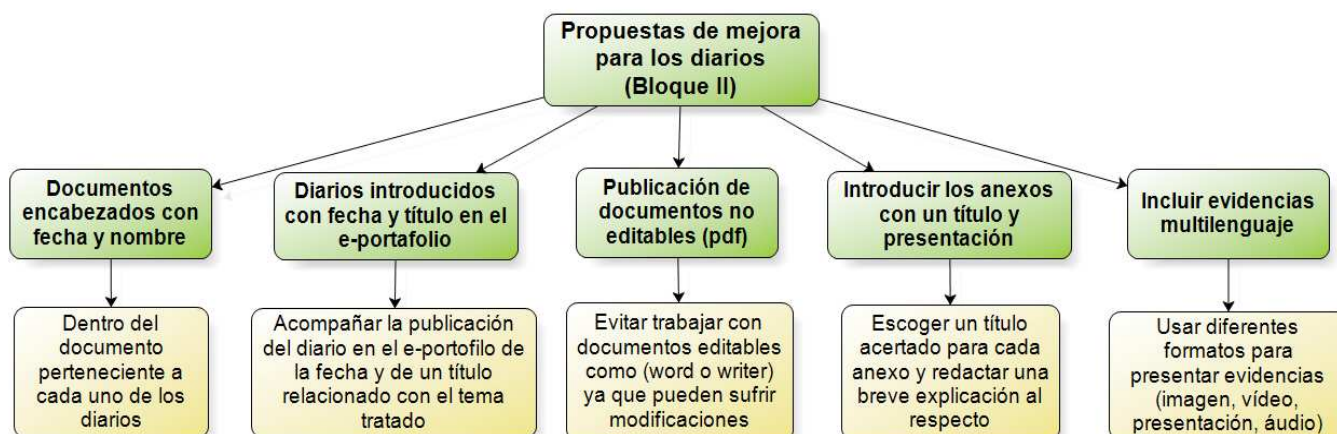 Propuestas de mejora
para los diarios
(Bloque II)
Documentos
encabezados con
fecha y nombre
Diarios introducidos
con fecha y título en el
e-portafolio
Publicación de
documentos no
editables (pdf)
Introducir los anexos
con un título y
presentación
Incluir evidencias
multilenguaje
Dentro del
documento
perteneciente a
cada uno de los
diarios
Acompañar la publicación
del diario en el e-portofilo de
la fecha y de un título
relacionado con el tema
tratado
Evitar trabajar con
documentos editables
como (word o writer)
ya que pueden sufrir
modificaciones
Escoger un título
acertado para cada
anexo y redactar una
breve explicación al
respecto
Usar diferentes
formatos para
presentar evidencias
(imagen, vídeo,
presentación, áudio)